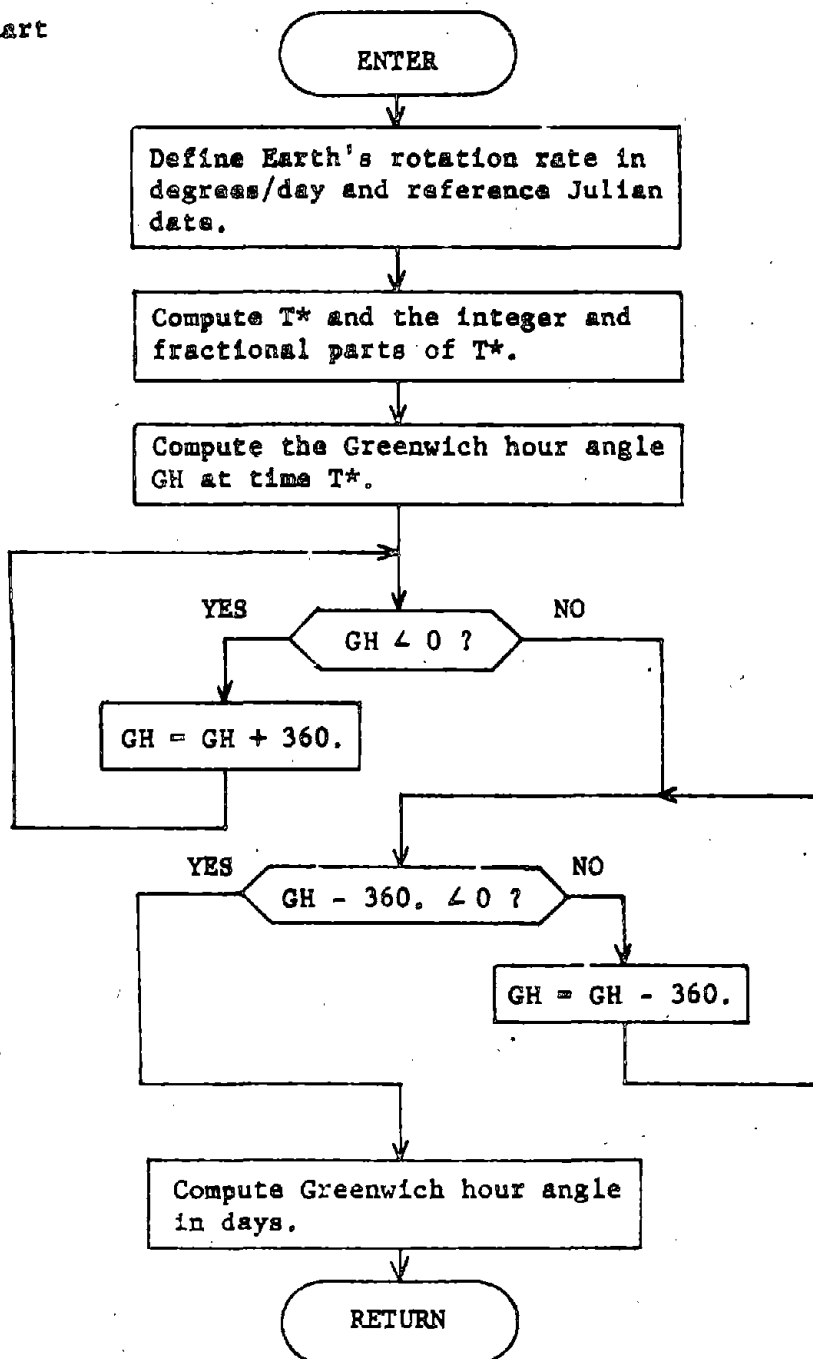 art
ENTER
Define Earth's rotation rate in
degrees/day and reference Julian
date.
Compute T* and the integer and
fractional parts of T*.
Compute the Greenwich hour angle
GH at time T*.
YES
NO
GH < 0 ?
GH = GH + 360.
YES
NO
GH - 360. < 0 ?
GH = GH - 360.
Compute Greenwich hour angle
in days.
RETURN